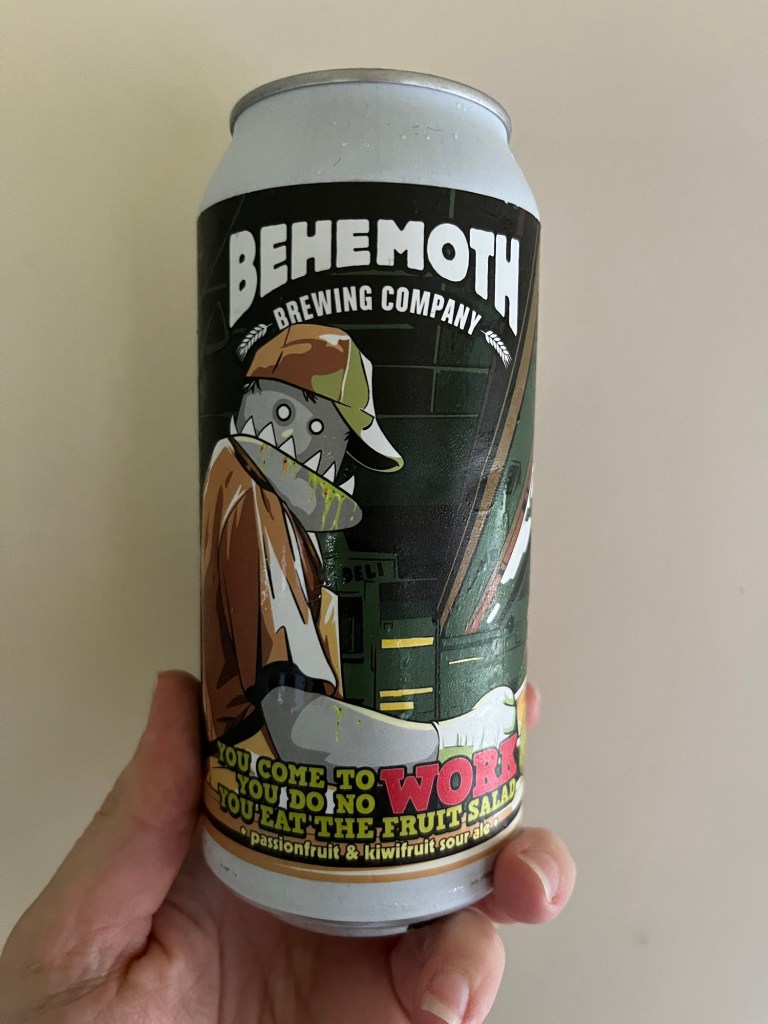 BEHEMOTH
BREWING COMPANY
DELI
YOU COME TO WORK
YOU DO NO
YOU EAT THE FRUIT SALAD
• passionfruit & kiwifruit sour ale •